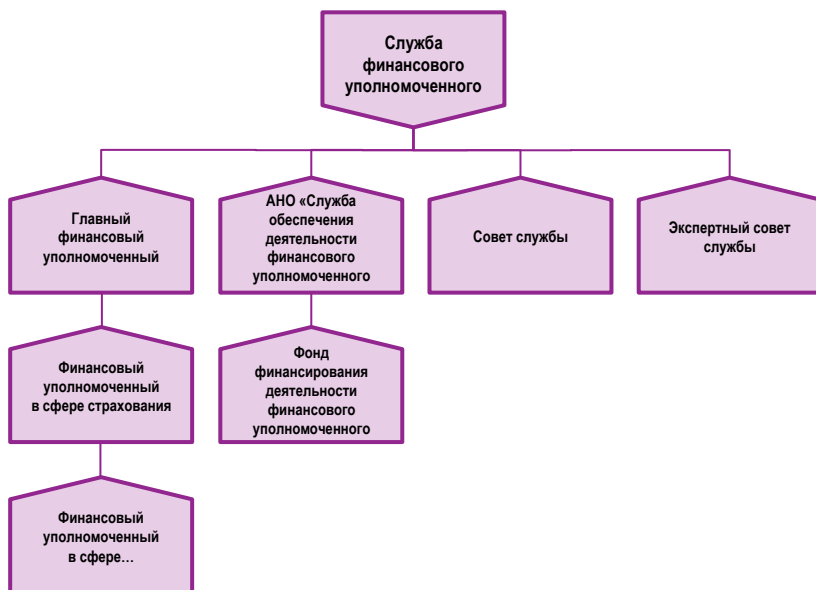 Служба
финансового
уполномоченного
Главный
финансовый
уполномоченный
АНО «Служба
обеспечения
деятельности
финансового
уполномоченного
Совет службы
Экспертный совет
службы
Финансовый
уполномоченный
в сфере страхования
Фонд
финансирования
деятельности
финансового
уполномоченного
Финансовый
уполномоченный
в сфере…